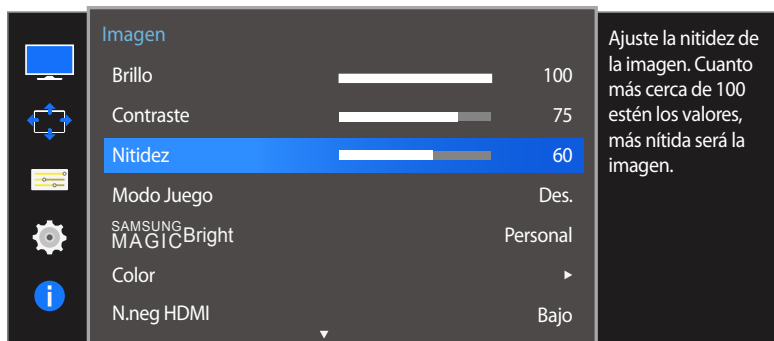 Imagen
Brillo 100
Contraste 75
Nitidez 60
Modo Juego Des.
SAMSUNG MAGICBright Personal
Color
N.neg HDMI Bajo
Ajuste la nitidez de
la imagen. Cuanto
más cerca de 100
estén los valores,
más nítida será la
imagen.